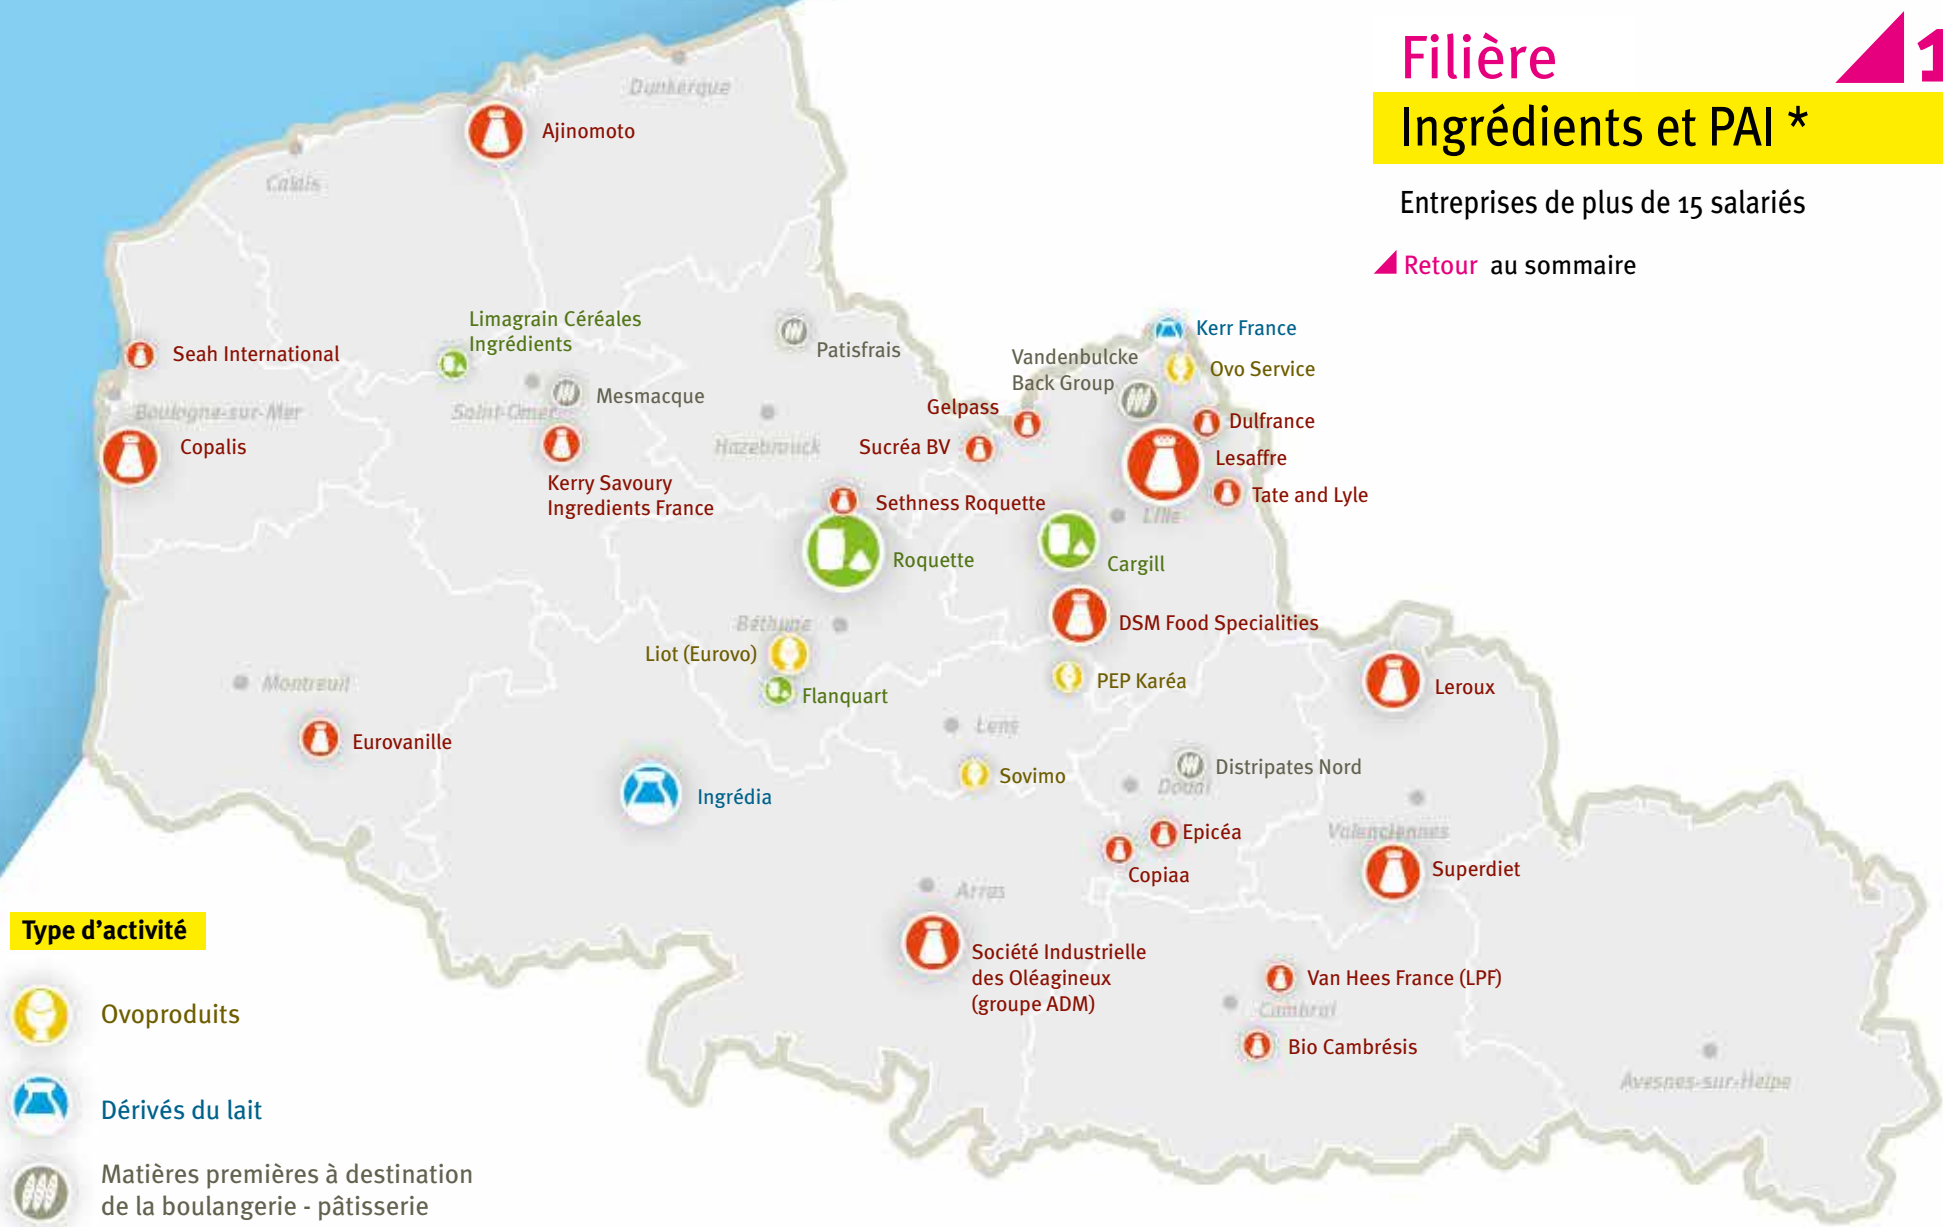 Filière
1
Ingrédients et PAI *
Entreprises de plus de 15 salariés
Retour au sommaire
Dunkerque
Ajinomoto
Calais
Limagrain Céréales
Ingrédients
Seah International
Patisfrais
Kerr France
Vandenbulcke
Back Group
Ovo Service
Mesmacque
Boulogne-sur-Mer
Saint-Omer
Gelpass
Dulfrance
Copalis
Hazebrouck
Sucréa BV
Lesaffre
Kerry Savoury
Ingredients France
Sethness Roquette
Tate and Lyle
Lille
Roquette
Cargill
Béthune
DSM Food Specialities
Liot (Eurovo)
Montreuil
Flanquart
PEP Karéa
Leroux
Lens
Eurovanille
Sovimo
Distripates Nord
Douai
Ingrédia
Epicéa
Valenciennes
Copiaa
Superdiet
Arras
Société Industrielle
des Oléagineux
(groupe ADM)
Van Hees France (LPF)
Cambrai
Bio Cambrésis
Avesnes-sur-Helpe
Type d'activité
Ovoproduits
Dérivés du lait
Matières premières à destination
de la boulangerie - pâtisserie